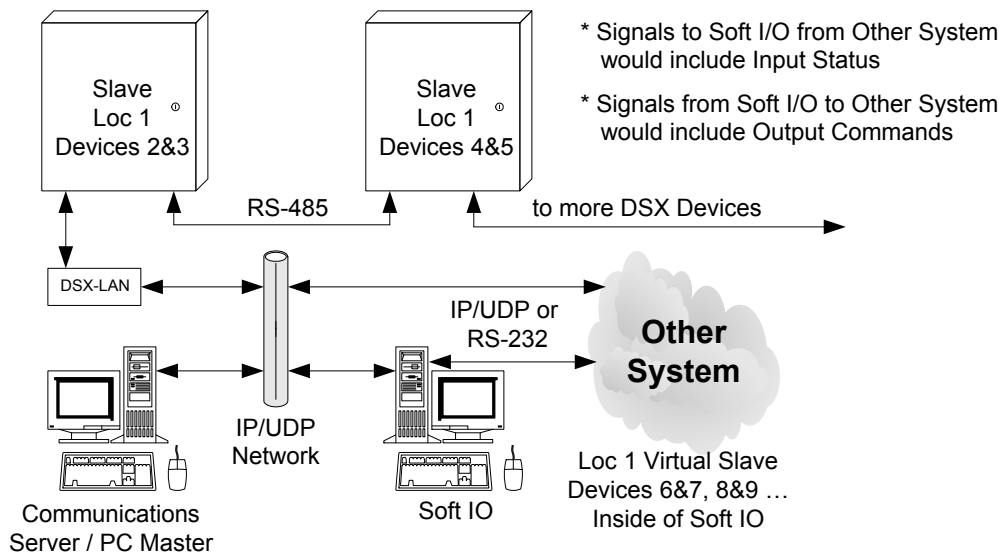 * Signals to Soft I/O from Other System
would include Input Status
* Signals from Soft I/O to Other System
would include Output Commands
Slave
Loc 1
Devices 2&3
Slave
Loc 1
Devices 4&5
RS-485
to more DSX Devices
DSX-LAN
IP/UDP or
RS-232
Other
System
IP/UDP
Network
Communications
Server / PC Master
Soft IO
Loc 1 Virtual Slave
Devices 6&7, 8&9 …
Inside of Soft IO